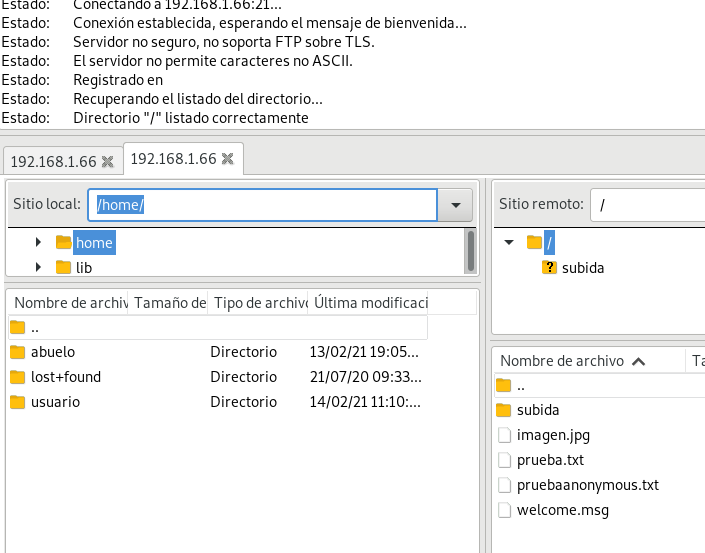 Estado: Conectando a 192.168.1.66:21...
Estado: Conexión establecida, esperando el mensaje de bienvenida...
Estado: Servidor no seguro, no soporta FTP sobre TLS.
Estado: El servidor no permite caracteres no ASCII.
Estado: Registrado en
Estado: Recuperando el listado del directorio...
Estado: Directorio "/" listado correctamente
192.168.1.66 192.168.1.66
Sitio local: /home/
home
lib
Nombre de archiv Tamaño de Tipo de archivo Última modificaci
..
abuelo Directorio 13/02/21 19:05...
lost+found Directorio 21/07/20 09:33...
usuario Directorio 14/02/21 11:10:...
Sitio remoto: /
/
? subida
Nombre de archivo Ta
..
subida
imagen.jpg
prueba.txt
pruebaanonymous.txt
welcome.msg